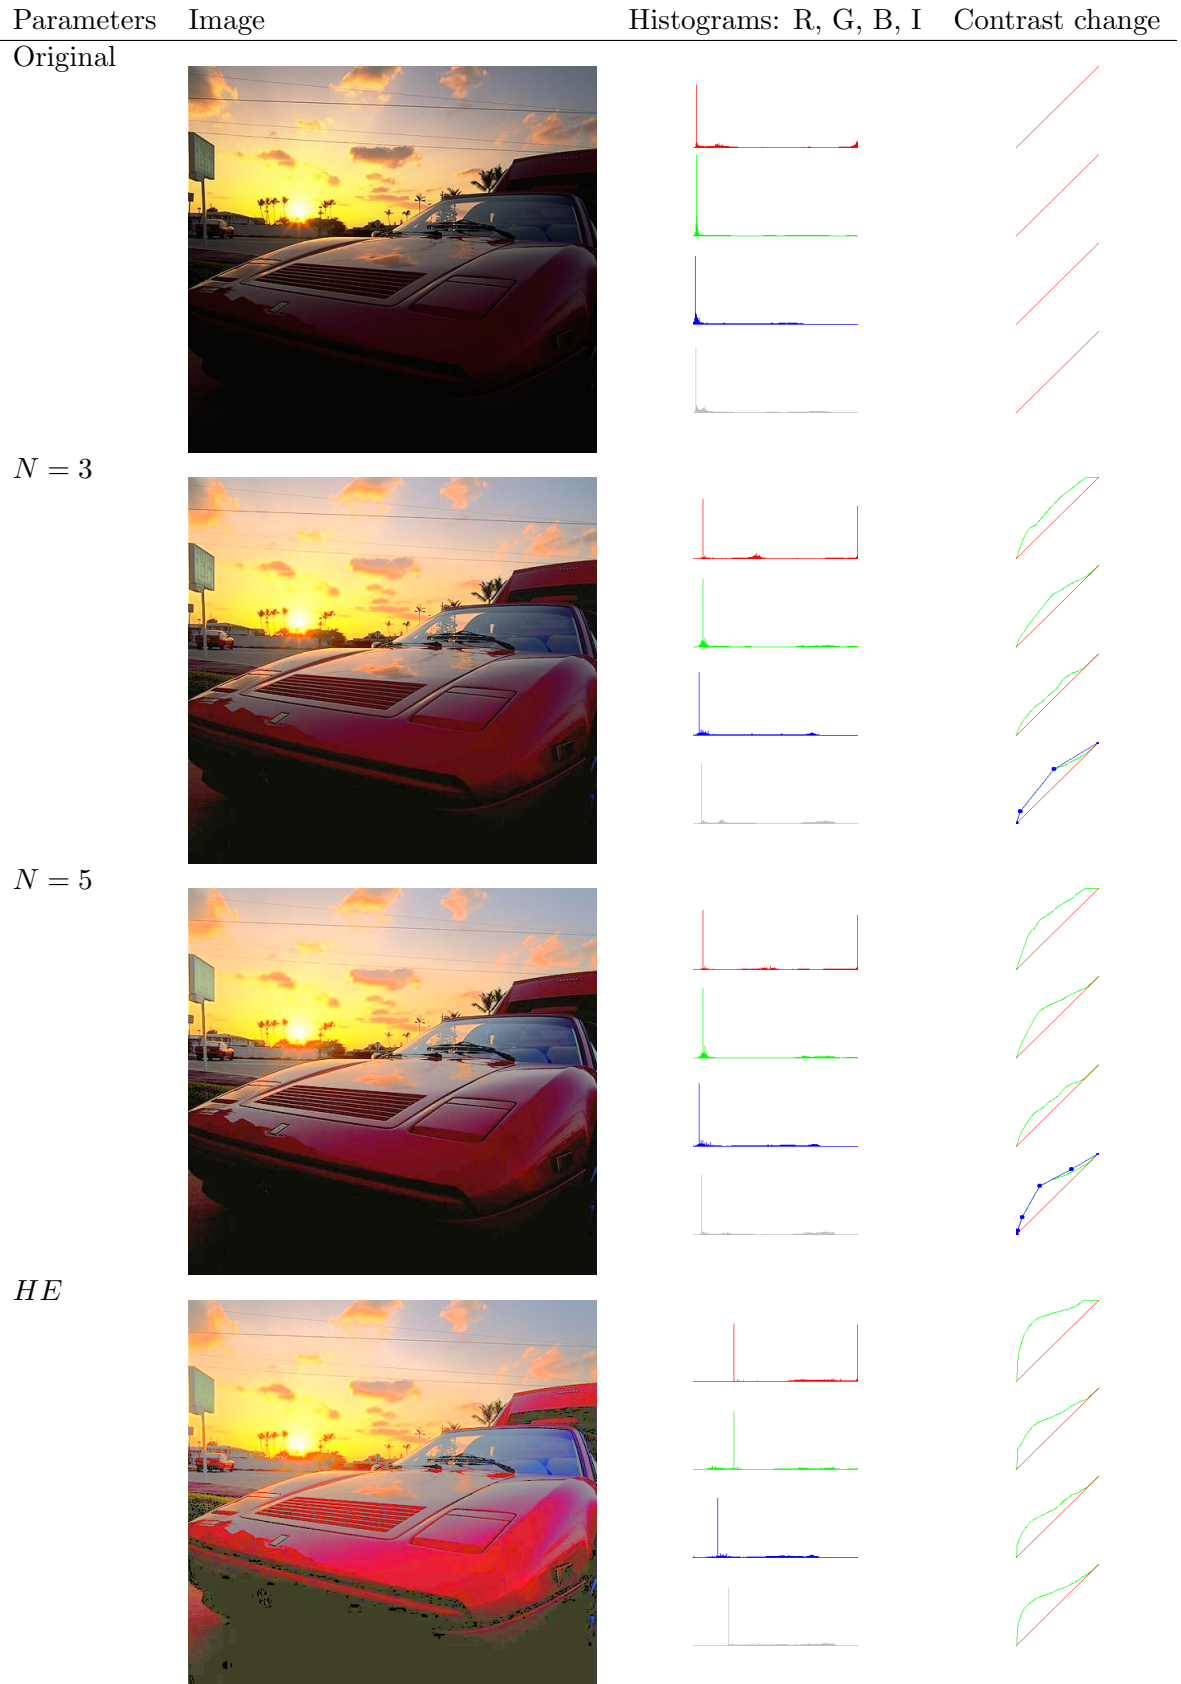 Parameters Image Histograms: R, G, B, I Contrast change
Original
N = 3
N = 5
HE